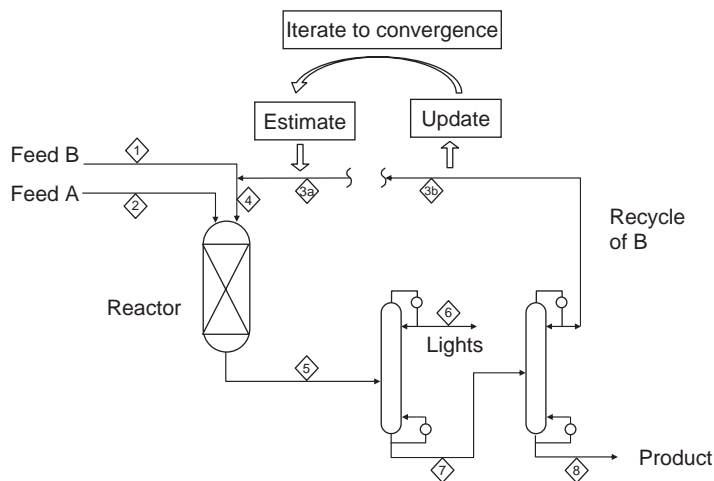 Iterate to convergence
Estimate
Update
Feed B
1
Feed A
2
4
3a
3b
Recycle
of B
Reactor
6
Lights
5
7
8
Product